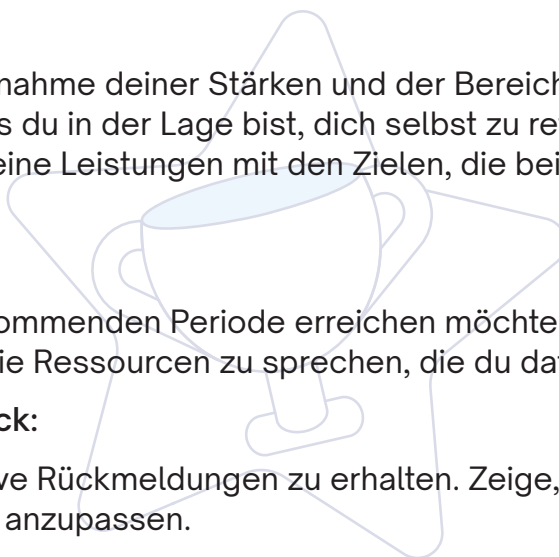 nahme deiner Stärken und der Bereich
s du in der Lage bist, dich selbst zu re
eine Leistungen mit den Zielen, die bei
ommenden Periode erreichen möchte
ie Ressourcen zu sprechen, die du da
ck:
ve Rückmeldungen zu erhalten. Zeige,
anzupassen.